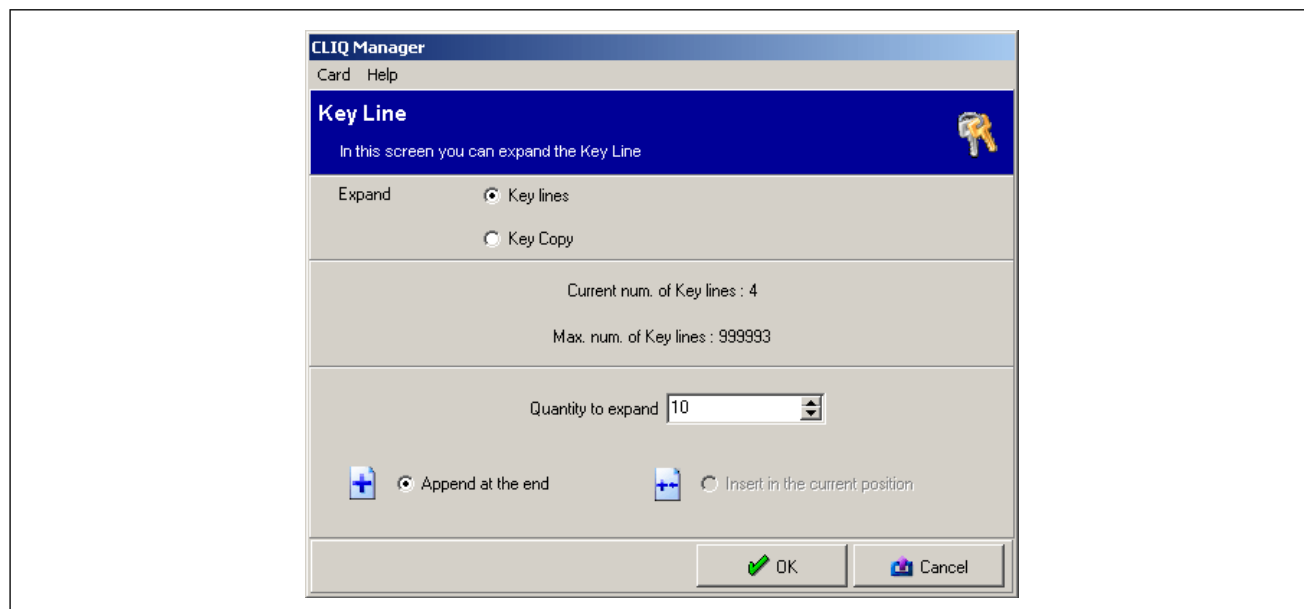 CLIQ Manager
Card Help
Key Line
In this screen you can expand the Key Line
Expand Key lines
Key Copy
Current num. of Key lines : 4
Max. num. of Key lines : 999993
Quantity to expand 10
Append at the end Insert in the current position
OK Cancel